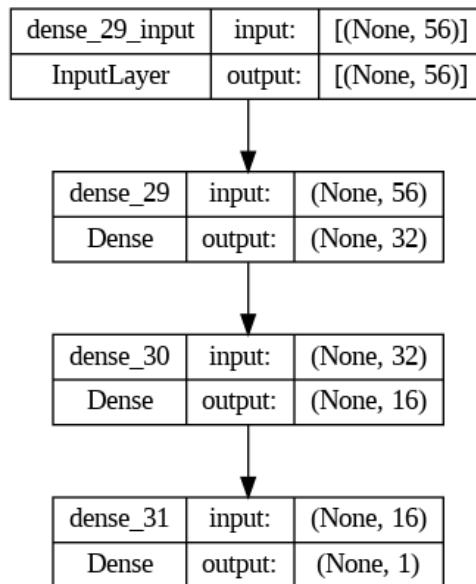 dense_29_input input: [(None, 56)]
InputLayer output: [(None, 56)]
dense_29 input: (None, 56)
Dense output: (None, 32)
dense_30 input: (None, 32)
Dense output: (None, 16)
dense_31 input: (None, 16)
Dense output: (None, 1)